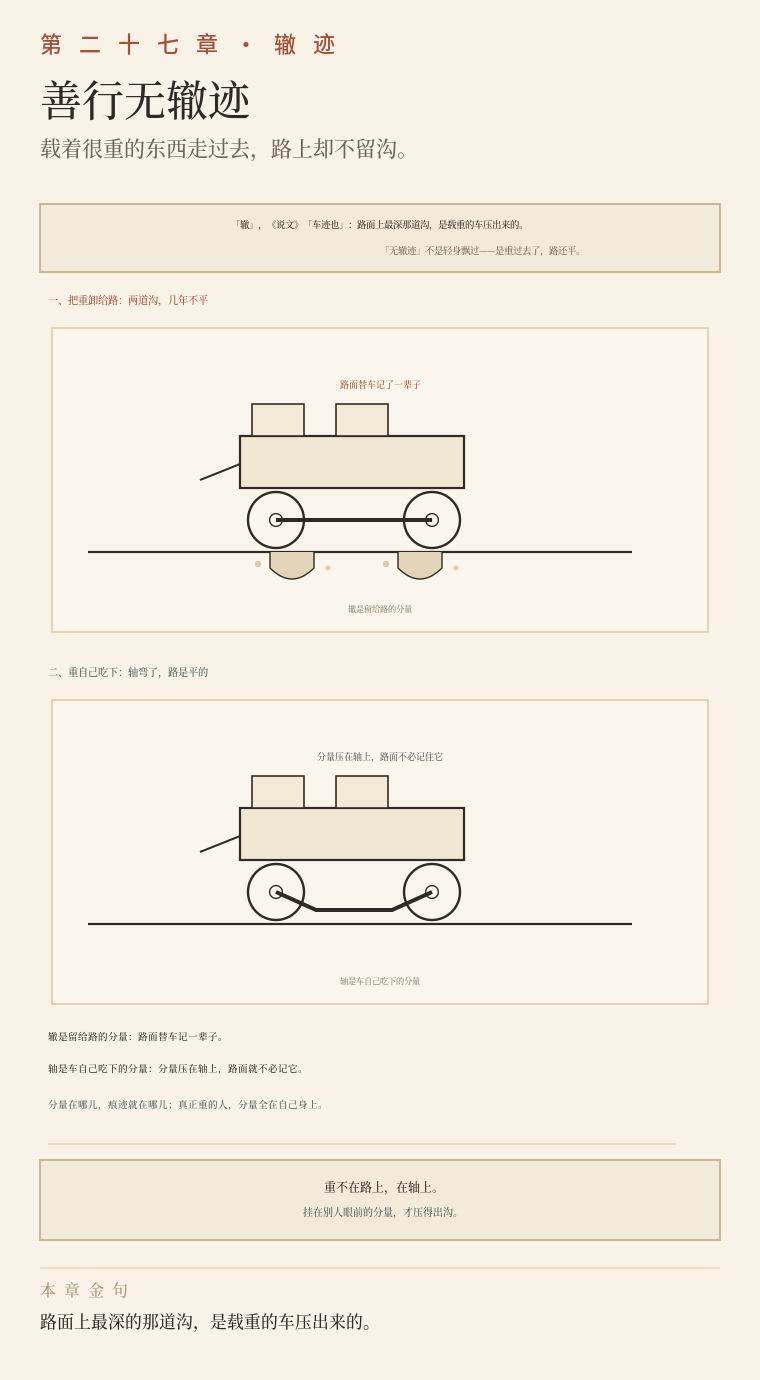 第二十七章·辙迹
善行无辙迹
载着很重的东西走过去，路上却不留沟。
「辙」，《说文》「车迹也」：路面上最深那道沟，是载重的车压出来的。
「无辙迹」不是轻身飘过——是重过去了，路还平。
一、把重卸给路：两道沟，几年不平
路面替车记了一辈子
辙是留给路的分量
二、重自己吃下：轴弯了，路是平的
分量压在轴上，路面不必记住它
轴是车自己吃下的分量
辙是留给路的分量：路面替车记一辈子。
轴是车自己吃下的分量：分量压在轴上，路面就不必记它。
分量在哪儿，痕迹就在哪儿；真正重的人，分量全在自己身上。
重不在路上，在轴上。
挂在别人眼前的分量，才压得出沟。
本章金句
路面上最深的那道沟，是载重的车压出来的。